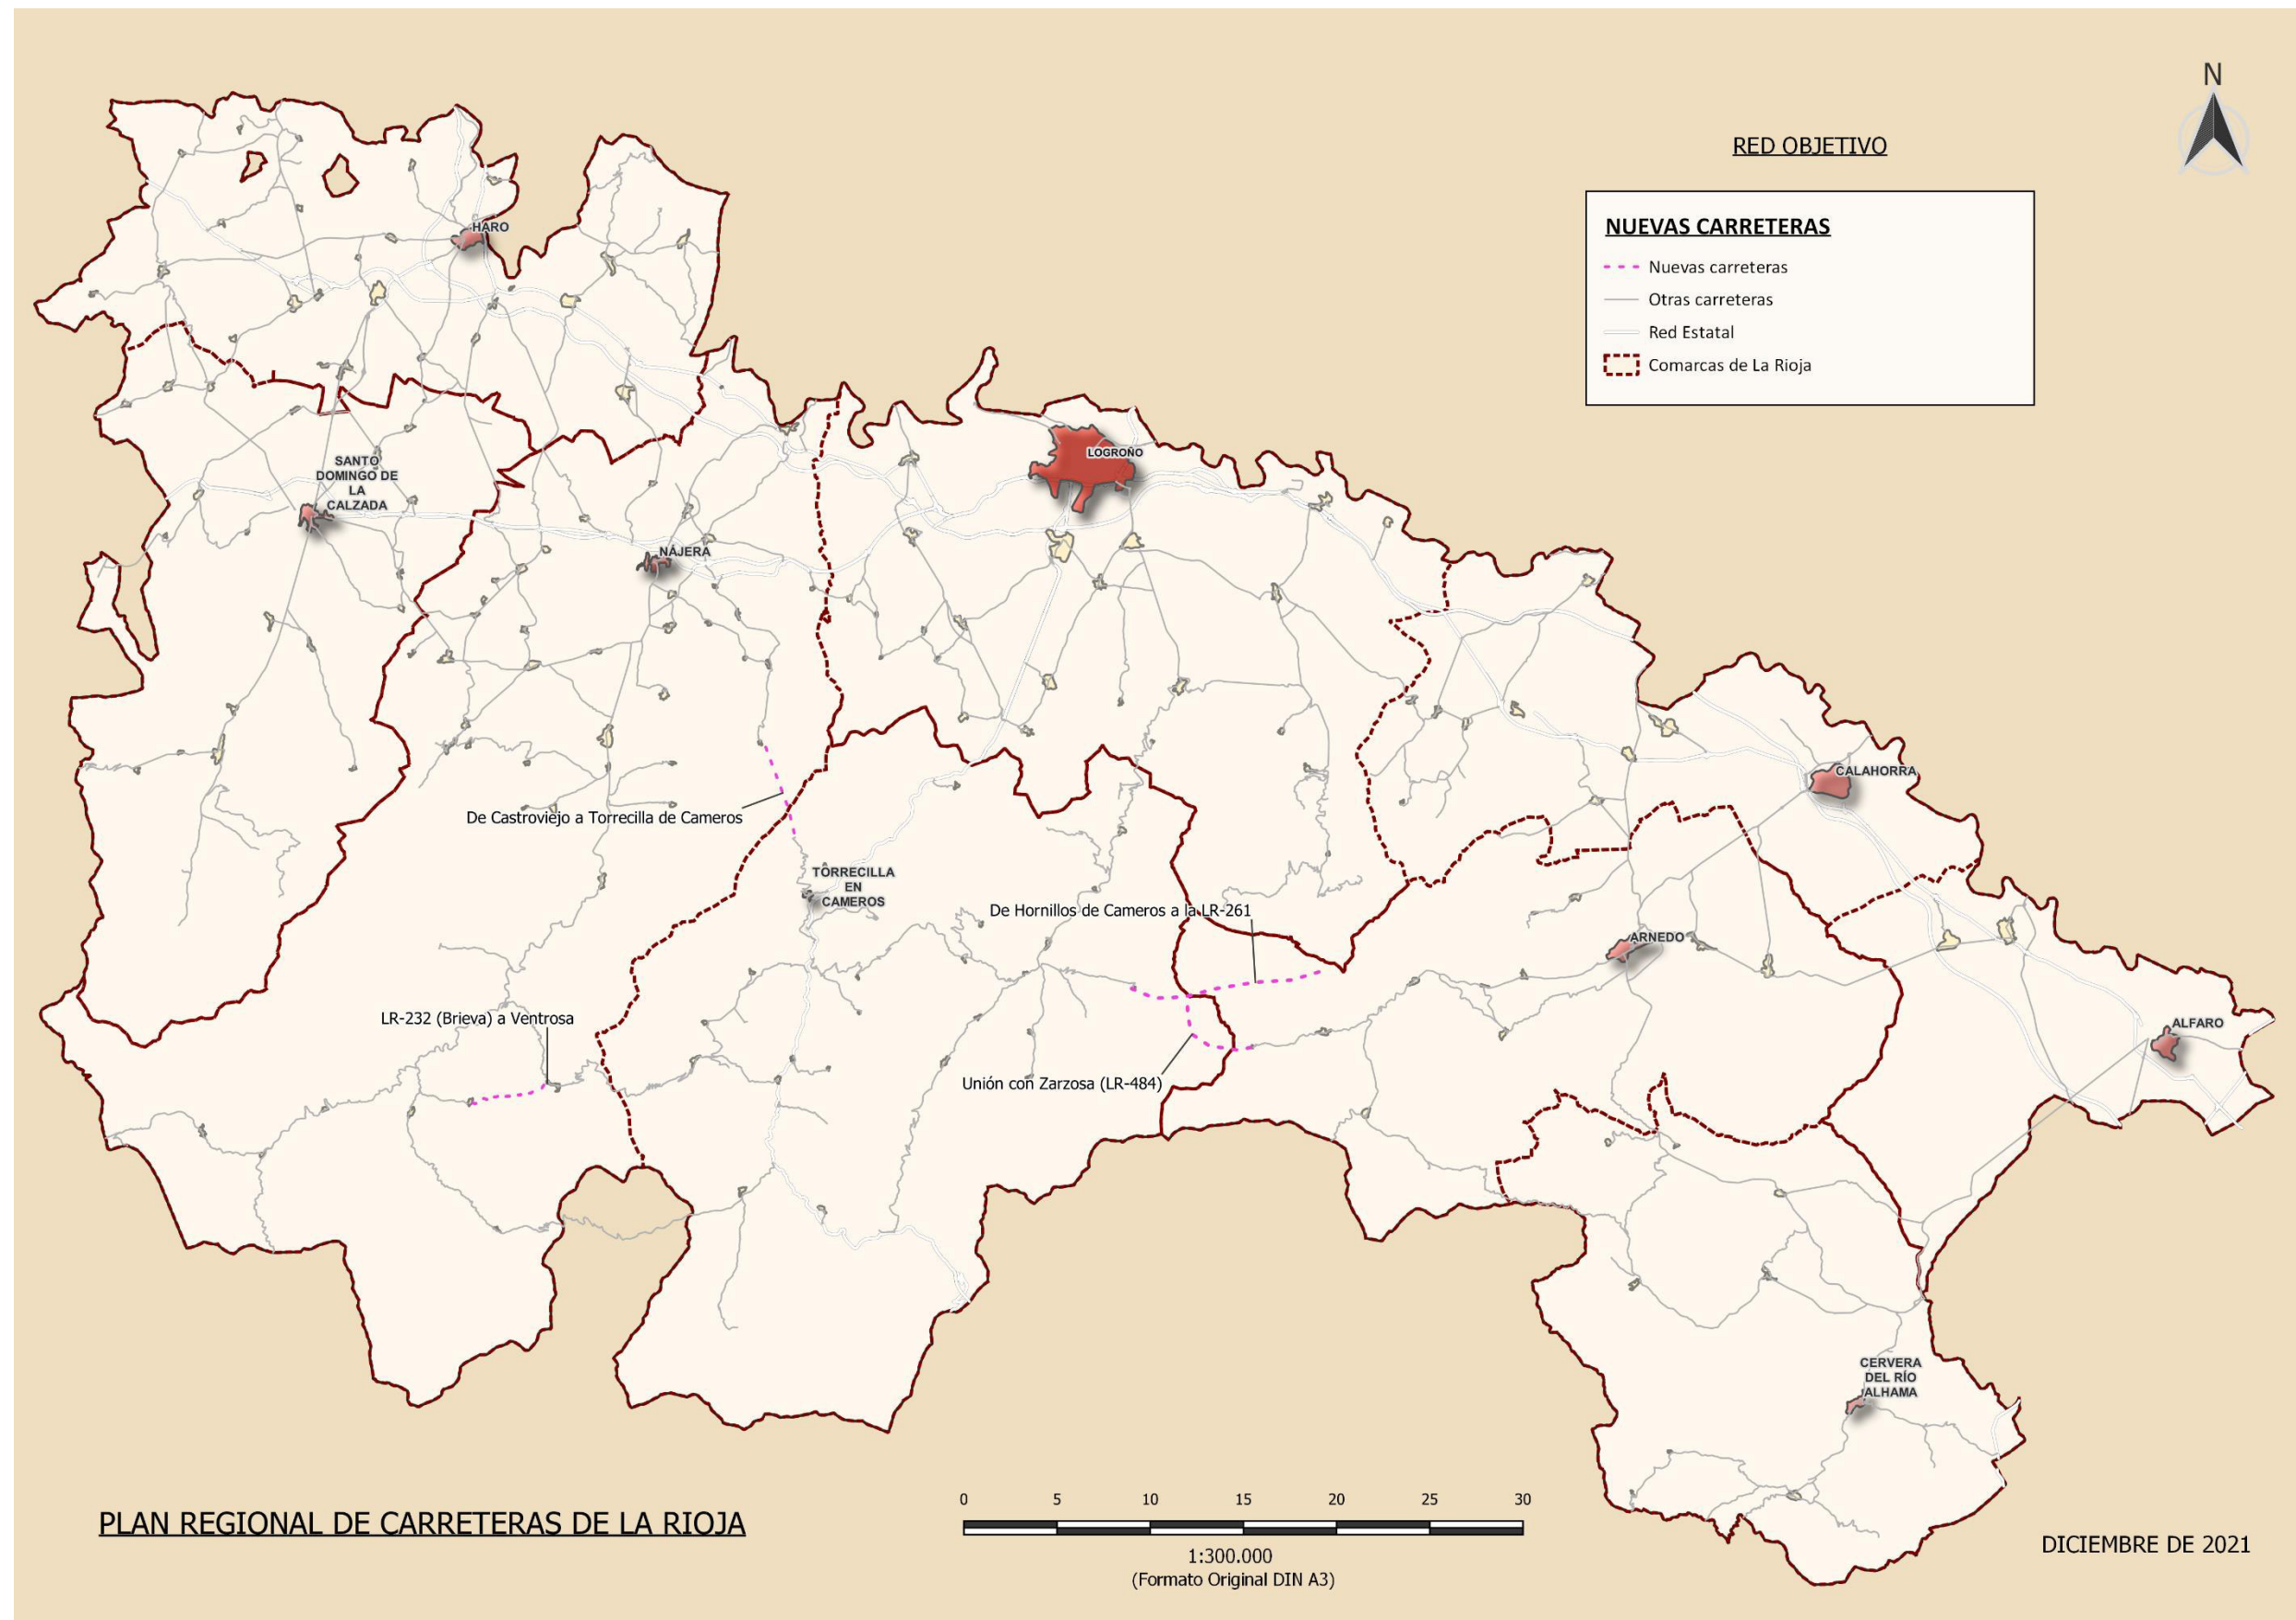 N
RED OBJETIVO
NUEVAS CARRETERAS
Nuevas carreteras
Otras carreteras
Red Estatal
Comarcas de La Rioja
HARO
LOGROÑO
SANTO
DOMINGO DE
LA
CALZADA
NÁJERA
CALAHORRA
De Castroviejo a Torrecilla de Cameros
TORRECILLA
EN
CAMEROS
De Hornillos de Cameros a la LR-261
ARNEDO
LR-232 (Brieva) a Ventrosa
ALFARO
Unión con Zarzosa (LR-484)
CERVERA
DEL RÍO
ALHAMA
PLAN REGIONAL DE CARRETERAS DE LA RIOJA
0 5 10 15 20 25 30
1:300.000
(Formato Original DIN A3)
DICIEMBRE DE 2021